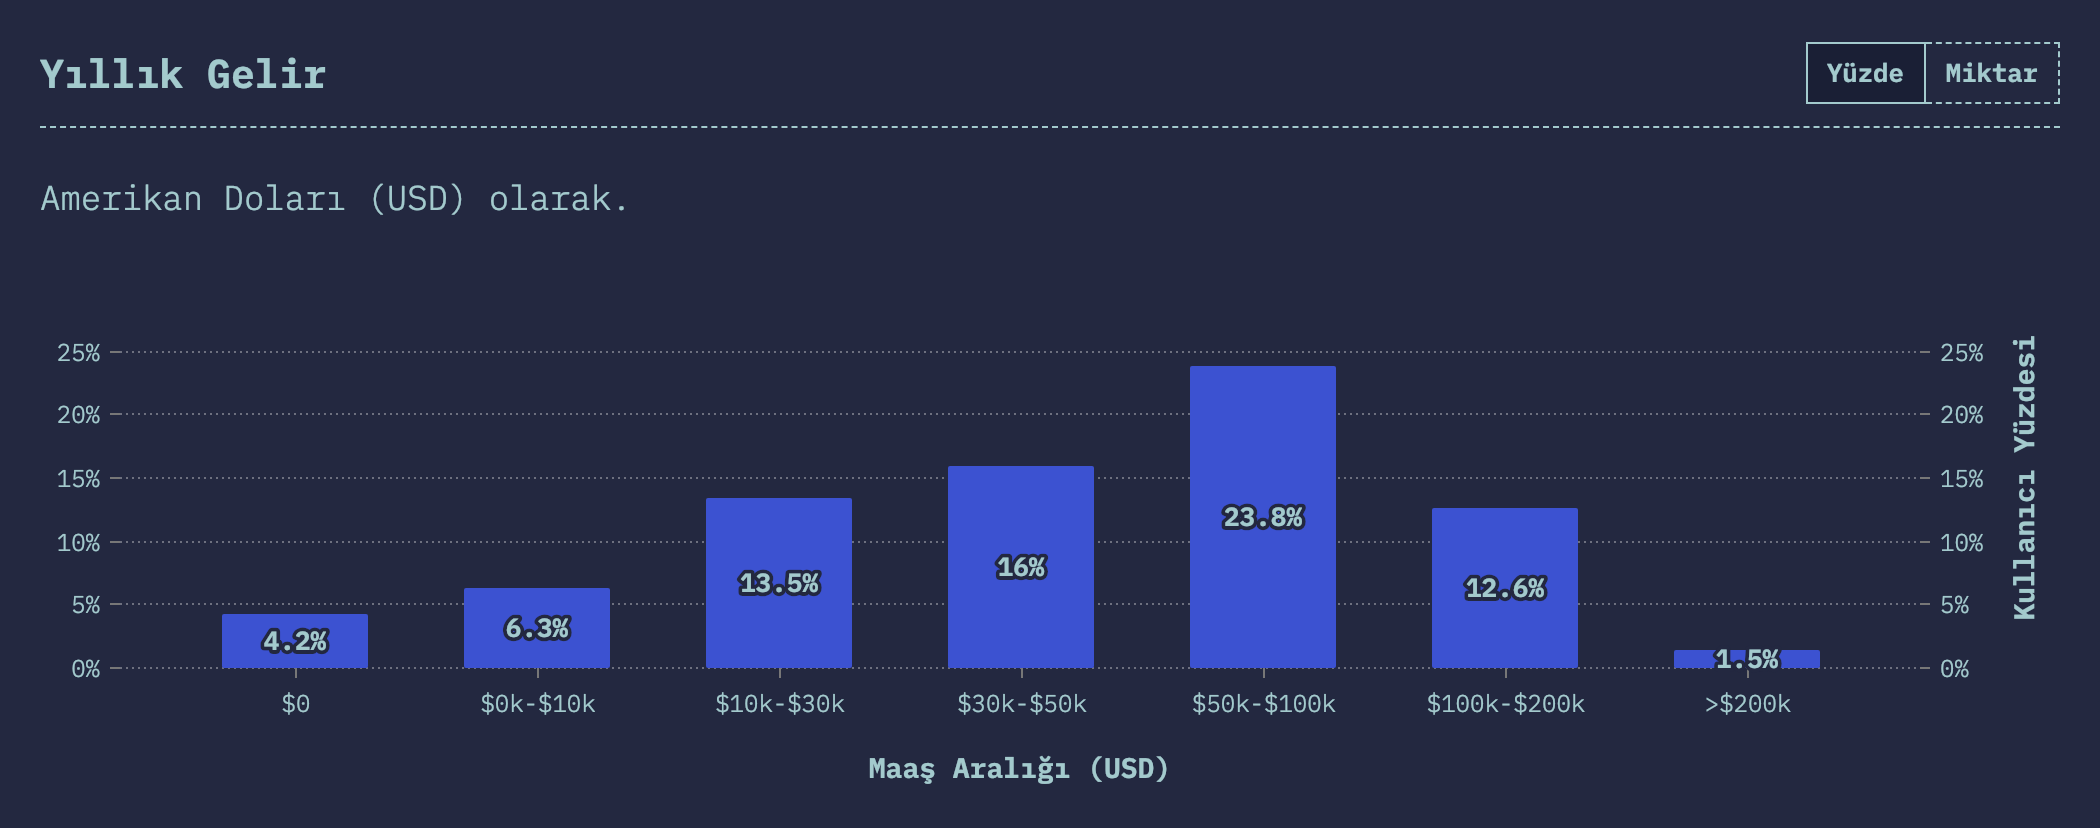 Yıllık Gelir
Yüzde Miktar
Amerikan Doları (USD) olarak.
25% 25%
20% 20%
15% 15%
10% 10%
5% 5%
0% 0%
4.2% 6.3% 13.5% 16% 23.8% 12.6% 1.5%
$0 $0k-$10k $10k-$30k $30k-$50k $50k-$100k $100k-$200k >$200k
Maaş Aralığı (USD)
Kullanıcı Yüzdesi